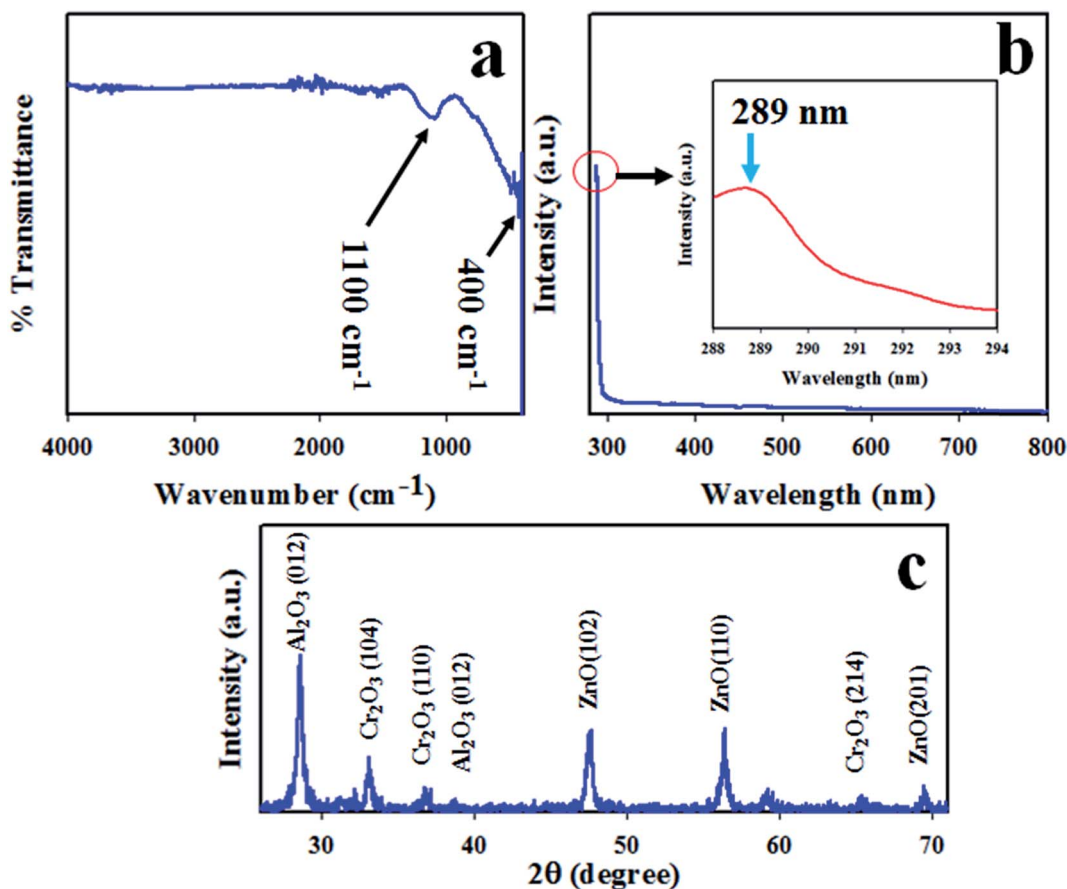 a
% Transmittance
1100 cm⁻¹
400 cm⁻¹
4000 3000 2000 1000
Wavenumber (cm⁻¹)
b
Intensity (a.u.)
289 nm
Intensity (a.u.)
288 289 290 291 292 293 294
Wavelength (nm)
300 400 500 600 700 800
Wavelength (nm)
c
Intensity (a.u.)
Al₂O₃ (012)
Cr₂O₃ (104)
Cr₂O₃ (110)
Al₂O₃ (012)
ZnO(102)
ZnO(110)
Cr₂O₃ (214)
ZnO(201)
30 40 50 60 70
2θ (degree)